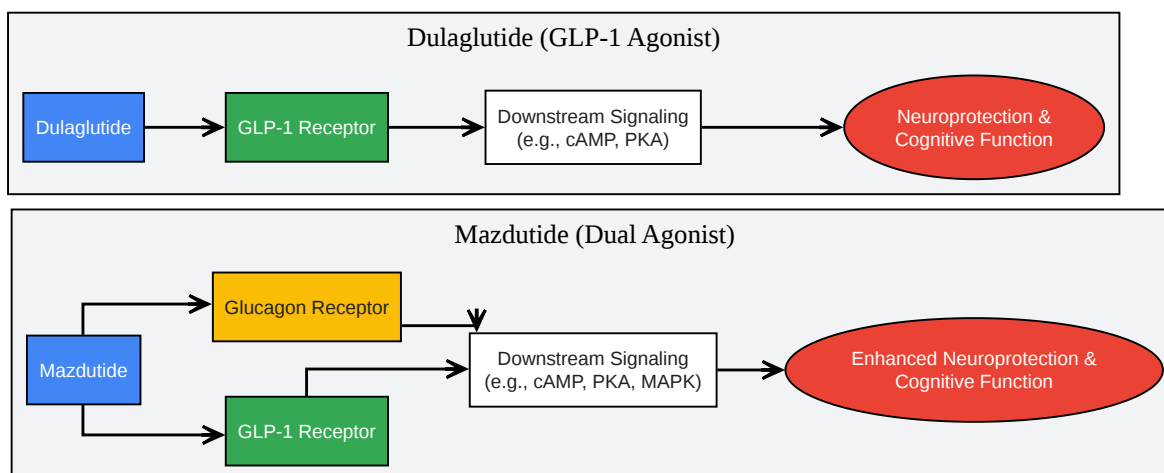 Dulaglutide (GLP-1 Agonist)
Dulaglutide
GLP-1 Receptor
Downstream Signaling
(e.g., cAMP, PKA)
Neuroprotection &
Cognitive Function
Mazdutide (Dual Agonist)
Glucagon Receptor
Mazdutide
GLP-1 Receptor
Downstream Signaling
(e.g., cAMP, PKA, MAPK)
Enhanced Neuroprotection &
Cognitive Function